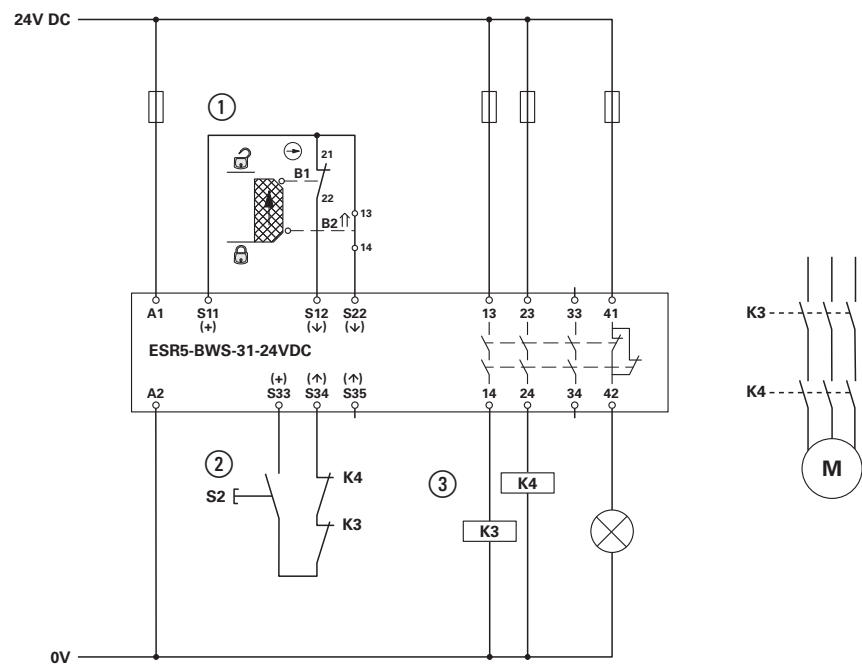 24V DC
1
21
B1
22
B2
13
14
A1
S11
(+)
S12
(↓)
S22
(↓)
13
23
33
41
ESR5-BWS-31-24VDC
A2
(+)
S33
(↑)
S34
(↑)
S35
14
24
34
42
2
S2
K4
K3
3
K3
K4
0V
K3
K4
M